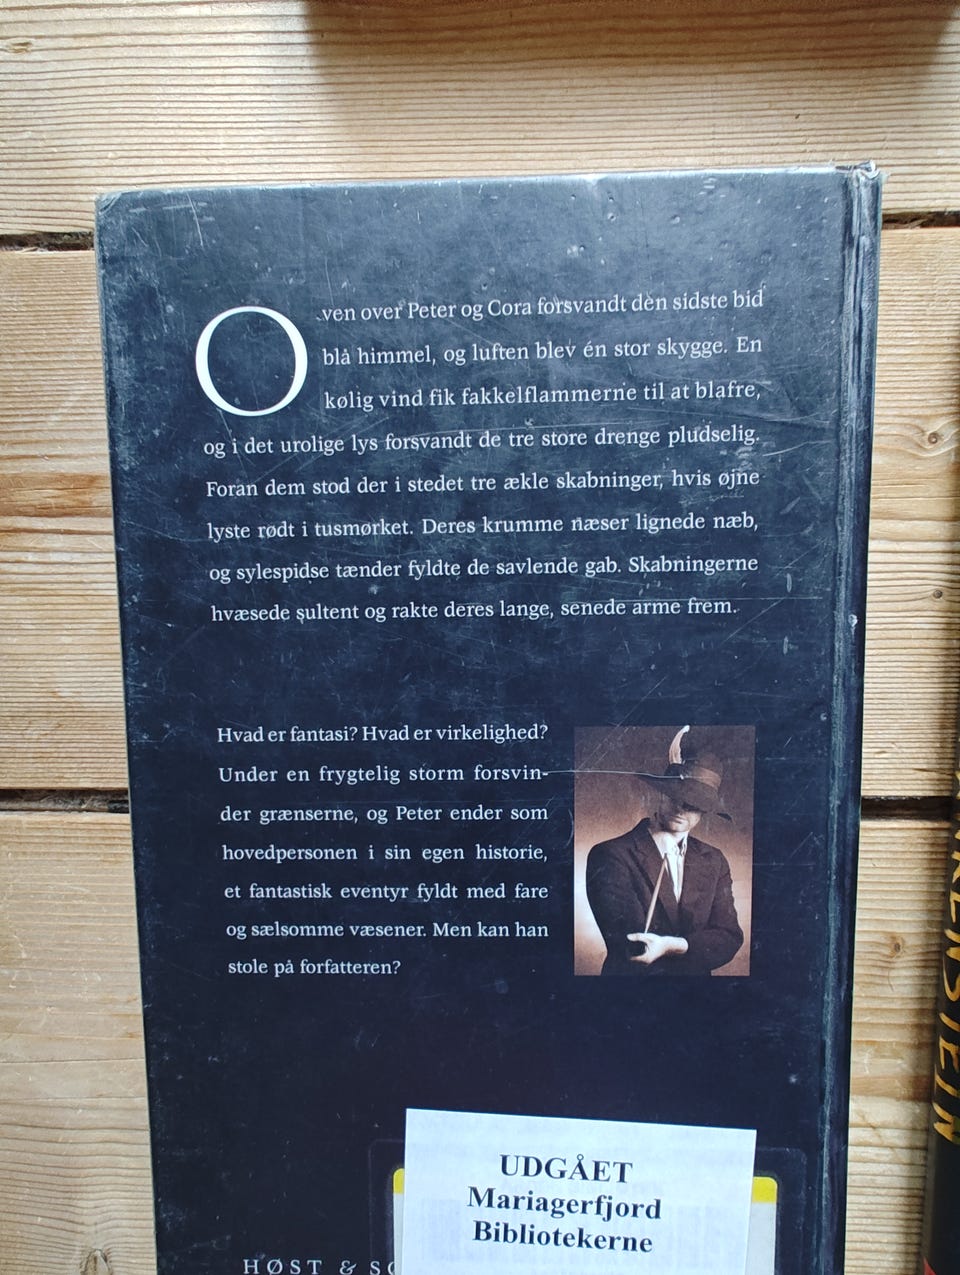 Oven over Peter og Cora forsvandt den sidste bid
blå himmel, og luften blev én stor skygge. En
kølig vind fik fakkelflammerne til at blafre,
og i det urolige lys forsvandt de tre store drenge pludselig.
Foran dem stod der i stedet tre ækle skabninger, hvis øjne
lyste rødt i tusmørket. Deres krumme næser lignede næb,
og sylespidse tænder fyldte de savlende gab. Skabningerne
hvæsede sultent og rakte deres lange, senede arme frem.
Hvad er fantasi? Hvad er virkelighed?
Under en frygtelig storm forsvin-
der grænserne, og Peter ender som
hovedpersonen i sin egen historie,
et fantastisk eventyr fyldt med fare
og sælsomme væsener. Men kan han
stole på forfatteren?
UDGÅET
Mariagerfjord
Bibliotekerne
HØST & SO